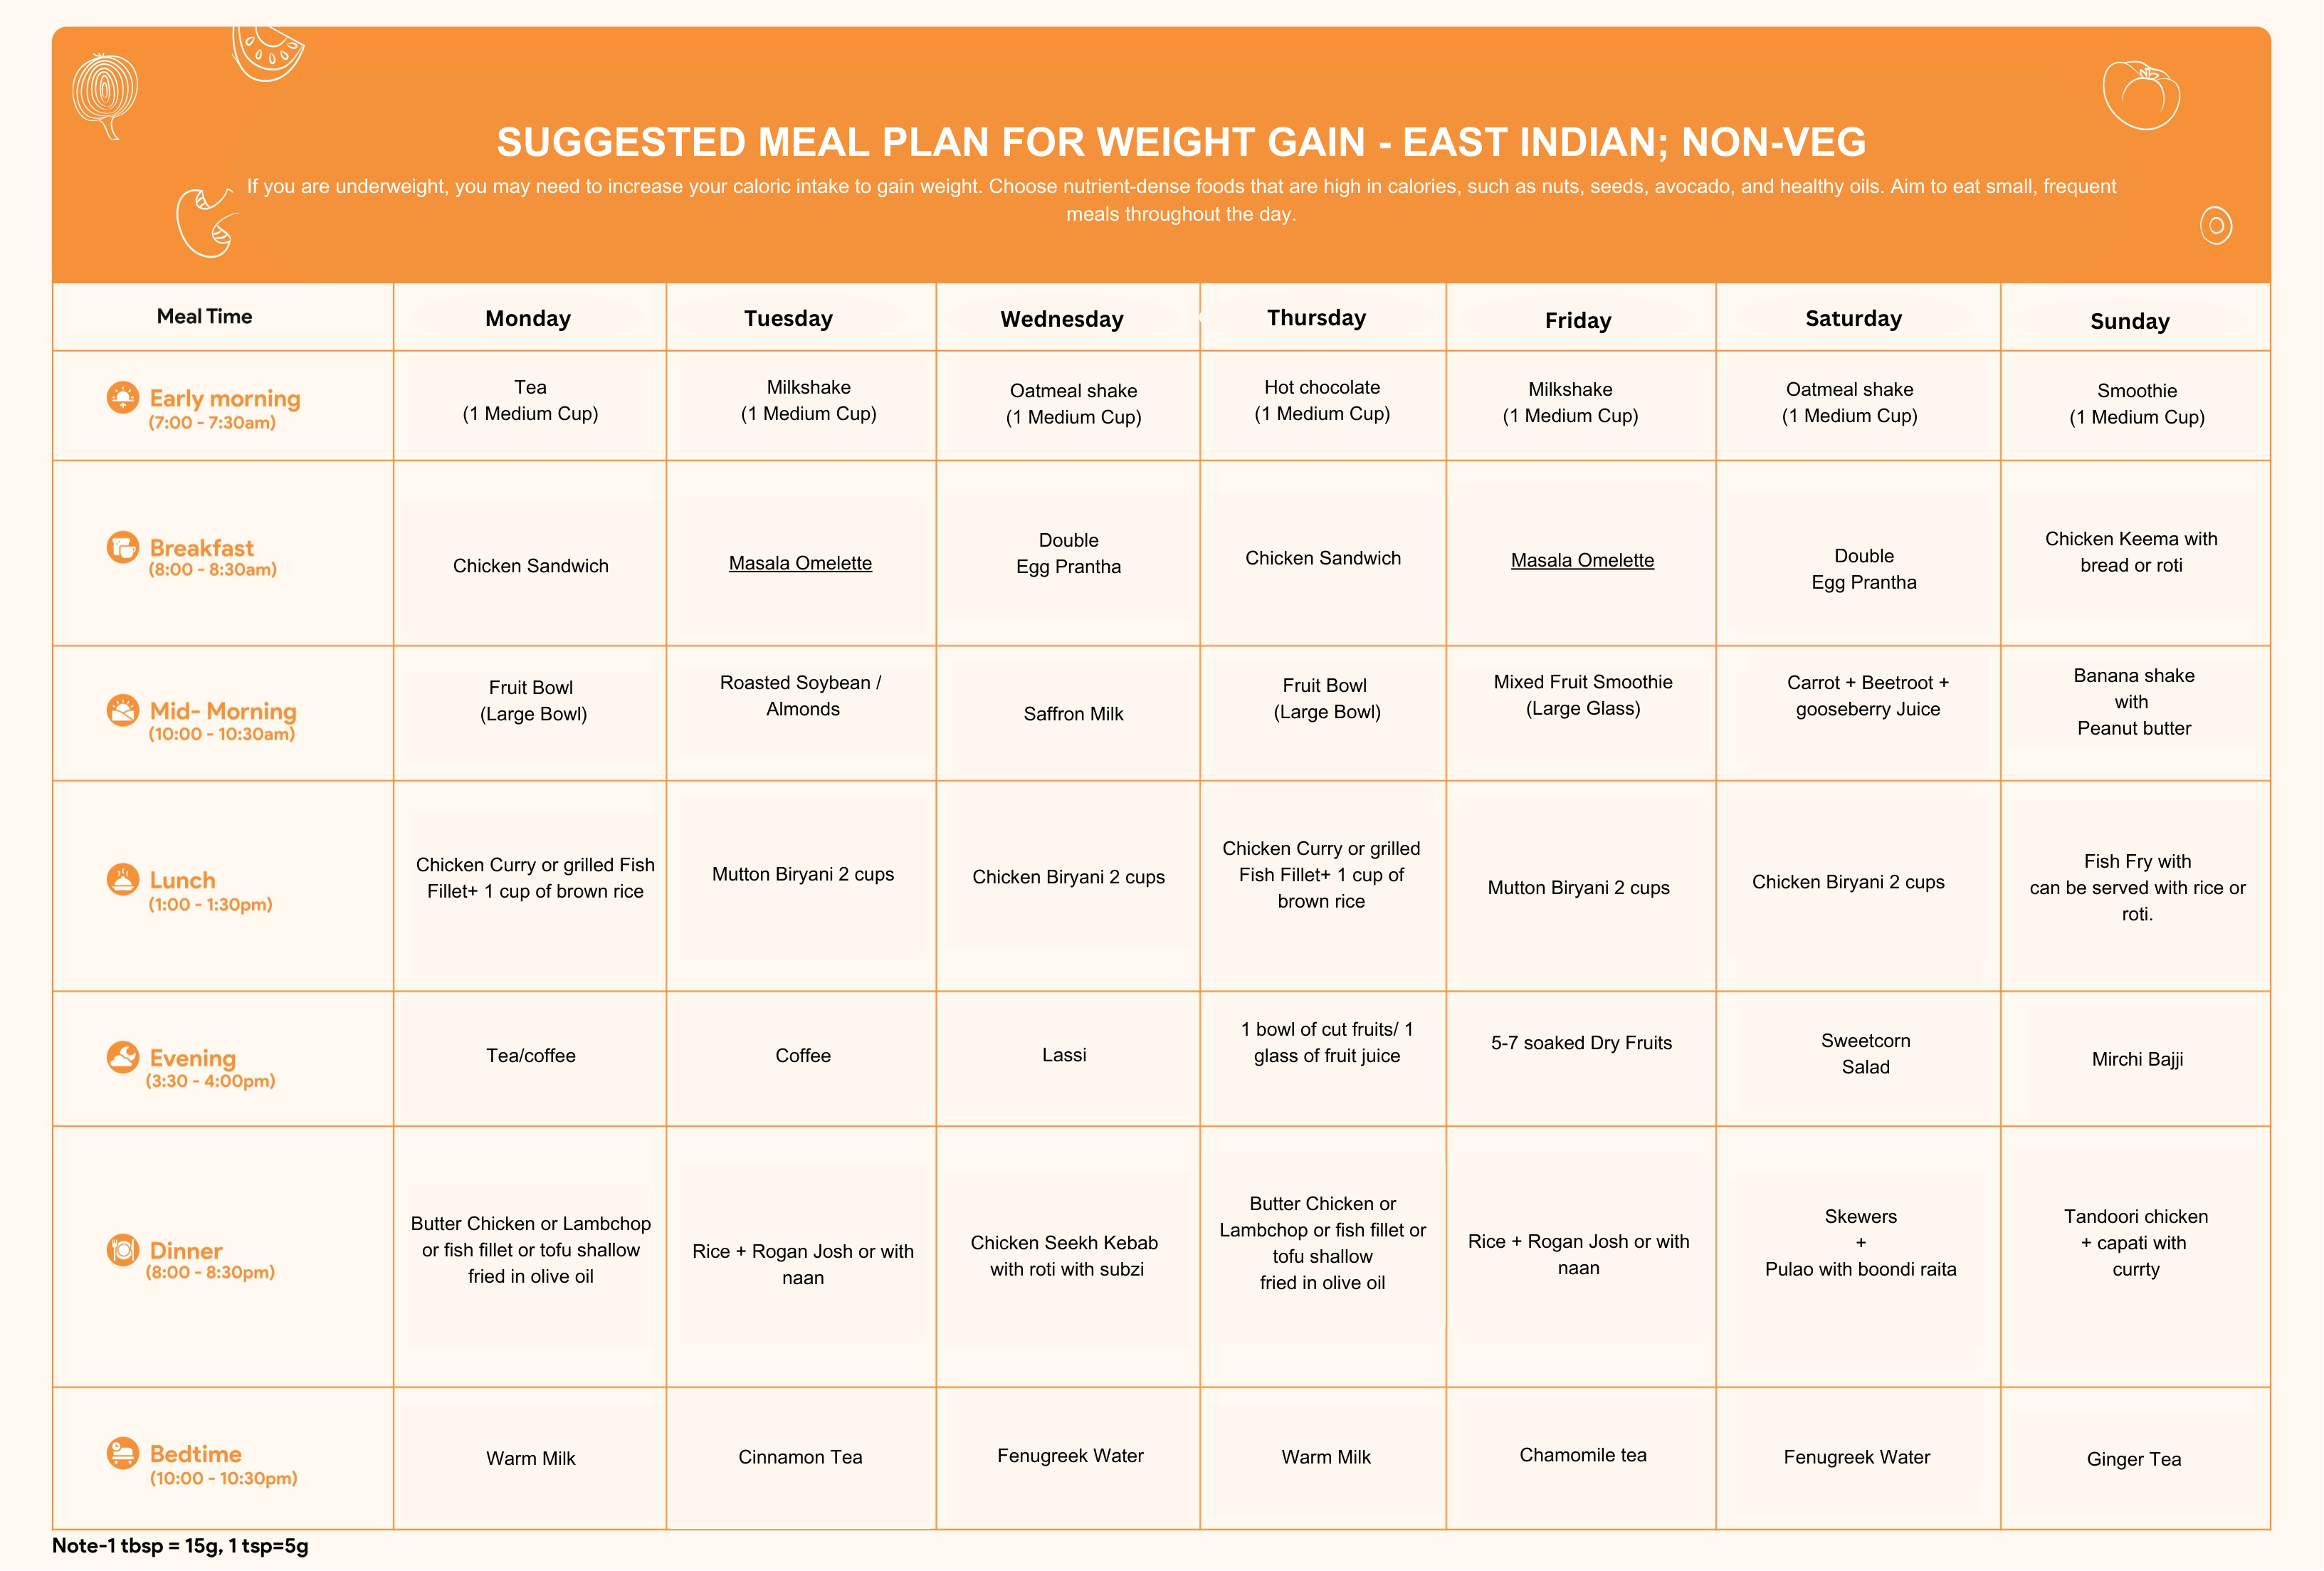 SUGGESTED MEAL PLAN FOR WEIGHT GAIN - EAST INDIAN; NON-VEG
If you are underweight, you may need to increase your caloric intake to gain weight. Choose nutrient-dense foods that are high in calories, such as nuts, seeds, avocado, and healthy oils. Aim to eat small, frequent
meals throughout the day.
Meal Time
Monday
Tuesday
Wednesday
Thursday
Friday
Saturday
Sunday
Early morning
(7:00 - 7:30am)
Tea
(1 Medium Cup)
Milkshake
(1 Medium Cup)
Oatmeal shake
(1 Medium Cup)
Hot chocolate
(1 Medium Cup)
Milkshake
(1 Medium Cup)
Oatmeal shake
(1 Medium Cup)
Smoothie
(1 Medium Cup)
Breakfast
(8:00 - 8:30am)
Chicken Sandwich
Masala Omelette
Double
Egg Prantha
Chicken Sandwich
Masala Omelette
Double
Egg Prantha
Chicken Keema with
bread or roti
Mid- Morning
(10:00 - 10:30am)
Fruit Bowl
(Large Bowl)
Roasted Soybean /
Almonds
Saffron Milk
Fruit Bowl
(Large Bowl)
Mixed Fruit Smoothie
(Large Glass)
Carrot + Beetroot +
gooseberry Juice
Banana shake
with
Peanut butter
Lunch
(1:00 - 1:30pm)
Chicken Curry or grilled Fish
Fillet+ 1 cup of brown rice
Mutton Biryani 2 cups
Chicken Biryani 2 cups
Chicken Curry or grilled
Fish Fillet+ 1 cup of
brown rice
Mutton Biryani 2 cups
Chicken Biryani 2 cups
Fish Fry with
can be served with rice or
roti.
Evening
(3:30 - 4:00pm)
Tea/coffee
Coffee
Lassi
1 bowl of cut fruits/ 1
glass of fruit juice
5-7 soaked Dry Fruits
Sweetcorn
Salad
Mirchi Bajji
Dinner
(8:00 - 8:30pm)
Butter Chicken or Lambchop
or fish fillet or tofu shallow
fried in olive oil
Rice + Rogan Josh or with
naan
Chicken Seekh Kebab
with roti with subzi
Butter Chicken or
Lambchop or fish fillet or
tofu shallow
fried in olive oil
Rice + Rogan Josh or with
naan
Skewers
+
Pulao with boondi raita
Tandoori chicken
+ capati with
currty
Bedtime
(10:00 - 10:30pm)
Warm Milk
Cinnamon Tea
Fenugreek Water
Warm Milk
Chamomile tea
Fenugreek Water
Ginger Tea
Note-1 tbsp = 15g, 1 tsp=5g